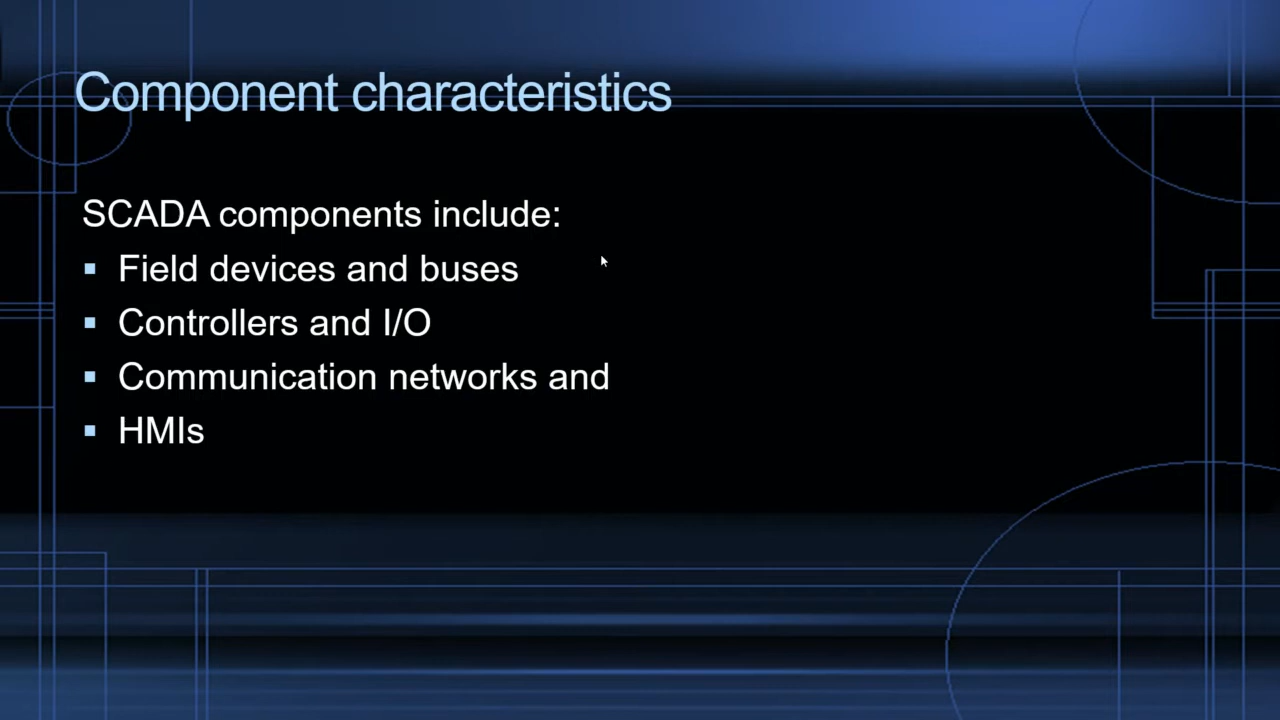 Component characteristics
SCADA components include:
▪ Field devices and buses
▪ Controllers and I/O
▪ Communication networks and
▪ HMIs